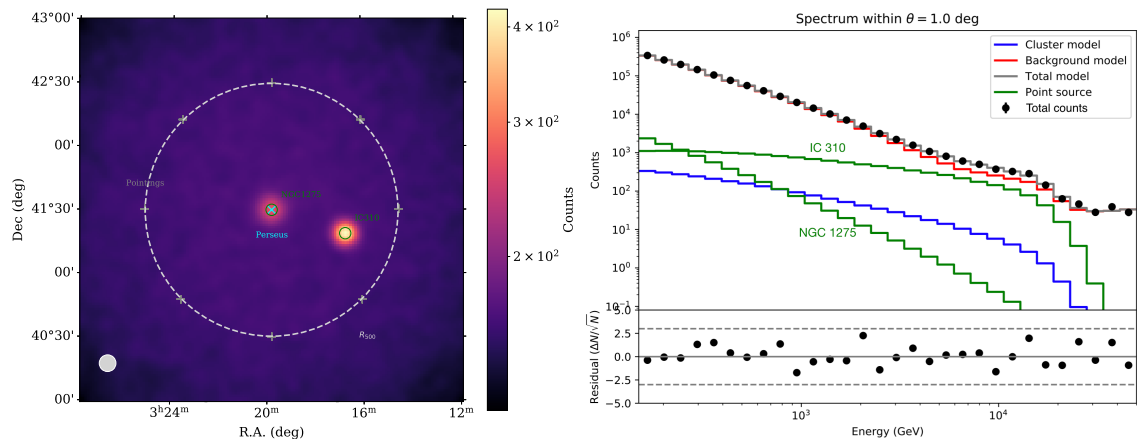 43°00'
42°30'
00'
41°30'
00'
40°30'
00'
Dec (deg)
3ʰ24ᵐ
20ᵐ
16ᵐ
12ᵐ
R.A. (deg)
Pointings
NGC1275
IC310
Perseus
R₅₀₀
4 × 10²
3 × 10²
2 × 10²
Counts
Spectrum within θ = 1.0 deg
Cluster model
Background model
Total model
Point source
Total counts
IC 310
NGC 1275
10⁶
10⁵
10⁴
10³
10²
10¹
10⁰
10⁻¹
Counts
5.0
2.5
0.0
−2.5
−5.0
Residual (ΔN/√N)
10³
10⁴
Energy (GeV)